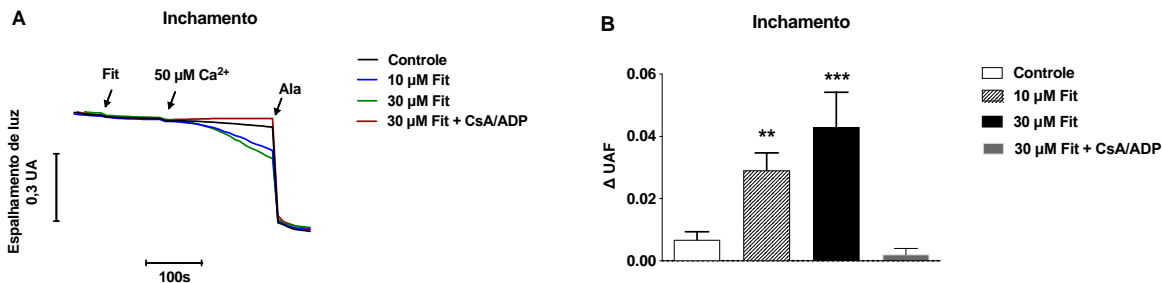 A
Inchamento
Fit
50 µM Ca²⁺
Ala
Controle
10 µM Fit
30 µM Fit
30 µM Fit + CsA/ADP
Espalhamento de luz
0,3 UA
100s
B
Inchamento
Δ UAF
0.06
0.04
0.02
0.00
**
***
Controle
10 µM Fit
30 µM Fit
30 µM Fit + CsA/ADP